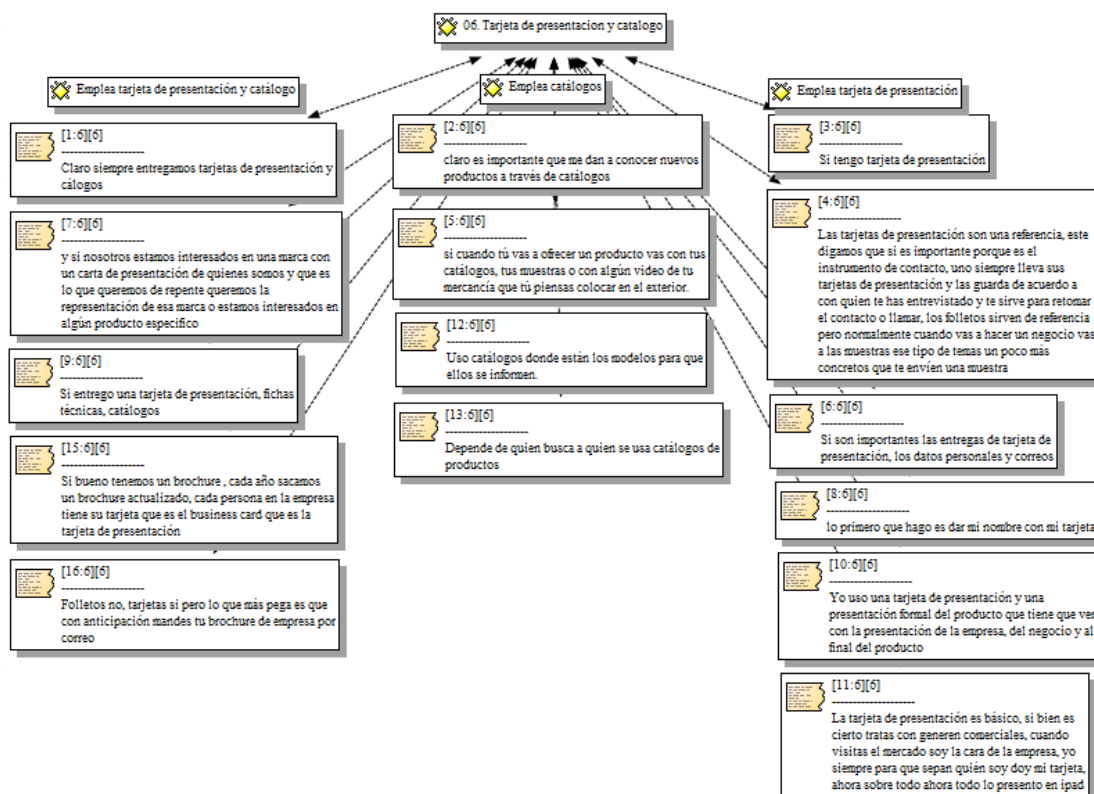 06. Tarjeta de presentacion y catalogo
Emplea tarjeta de presentación y catálogo
[1:6][6]
--------------------
Claro siempre entregamos tarjetas de presentación y
cálogos
[7:6][6]
--------------------
y si nosotros estamos interesados en una marca con
un carta de presentación de quienes somos y que es
lo que queremos de repente queremos la
representación de esa marca o estamos interesados en
algún producto especifico
[9:6][6]
--------------------
Si entrego una tarjeta de presentación, fichas
técnicas, catálogos
[15:6][6]
--------------------
Si bueno tenemos un brochure , cada año sacamos
un brochure actualizado, cada persona en la empresa
tiene su tarjeta que es el business card que es la
tarjeta de presentación
[16:6][6]
--------------------
Folletos no, tarjetas si pero lo que más pega es que
con anticipación mandes tu brochure de empresa por
correo
Emplea catálogos
[2:6][6]
--------------------
claro es importante que me dan a conocer nuevos
productos a través de catálogos
[5:6][6]
--------------------
si cuando tú vas a ofrecer un producto vas con tus
catálogos, tus muestras o con algún video de tu
mercancía que tú piensas colocar en el exterior.
[12:6][6]
--------------------
Uso catálogos donde están los modelos para que
ellos se informen.
[13:6][6]
--------------------
Depende de quien busca a quien se usa catálogos de
productos
Emplea tarjeta de presentación
[3:6][6]
--------------------
Si tengo tarjeta de presentación
[4:6][6]
--------------------
Las tarjetas de presentación son una referencia, este
digamos que si es importante porque es el
instrumento de contacto, uno siempre lleva sus
tarjetas de presentación y las guarda de acuerdo a
con quien te has entrevistado y te sirve para retomar
el contacto o llamar, los folletos sirven de referencia
pero normalmente cuando vas a hacer un negocio vas
a las muestras ese tipo de temas un poco más
concretos que te envíen una muestra
[6:6][6]
--------------------
Si son importantes las entregas de tarjeta de
presentación, los datos personales y correos
[8:6][6]
--------------------
lo primero que hago es dar mi nombre con mi tarjeta
[10:6][6]
--------------------
Yo uso una tarjeta de presentación y una
presentación formal del producto que tiene que ver
con la presentación de la empresa, del negocio y al
final del producto
[11:6][6]
--------------------
La tarjeta de presentación es básico, si bien es
cierto tratas con generen comerciales, cuando
visitas el mercado soy la cara de la empresa, yo
siempre para que sepan quién soy doy mi tarjeta,
ahora sobre todo ahora todo lo presento en ipad